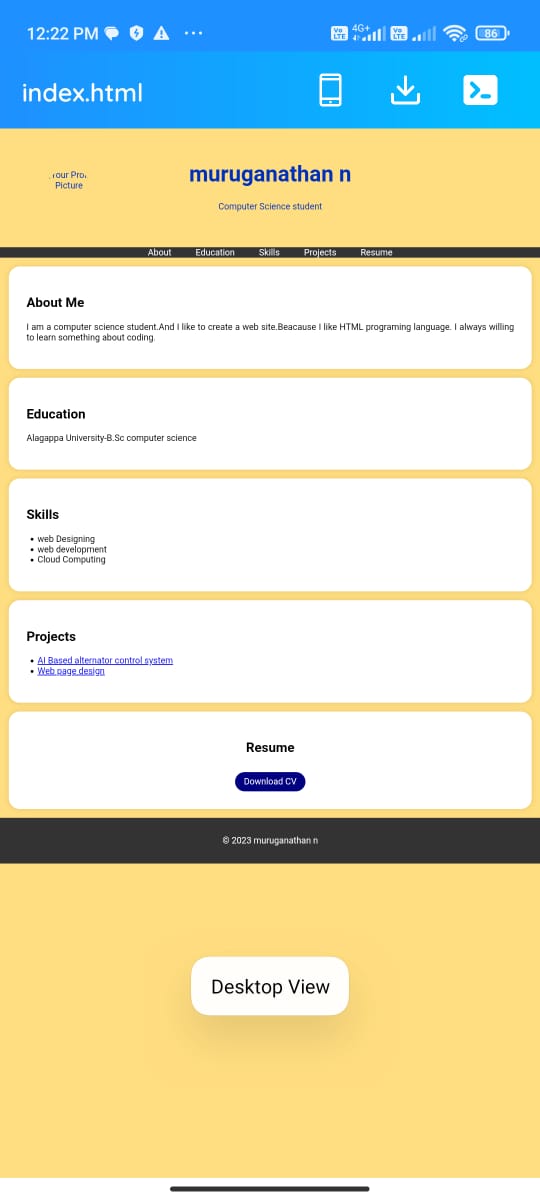 12:22 PM
Vo LTE 4G+ Vo LTE 86
index.html
our Pro
Picture
muruganathan n
Computer Science student
About Education Skills Projects Resume
About Me
I am a computer science student.And I like to create a web site.Beacause I like HTML programing language. I always willing
to learn something about coding.
Education
Alagappa University-B.Sc computer science
Skills
• web Designing
• web development
• Cloud Computing
Projects
• AI Based alternator control system
• Web page design
Resume
Download CV
© 2023 muruganathan n
Desktop View